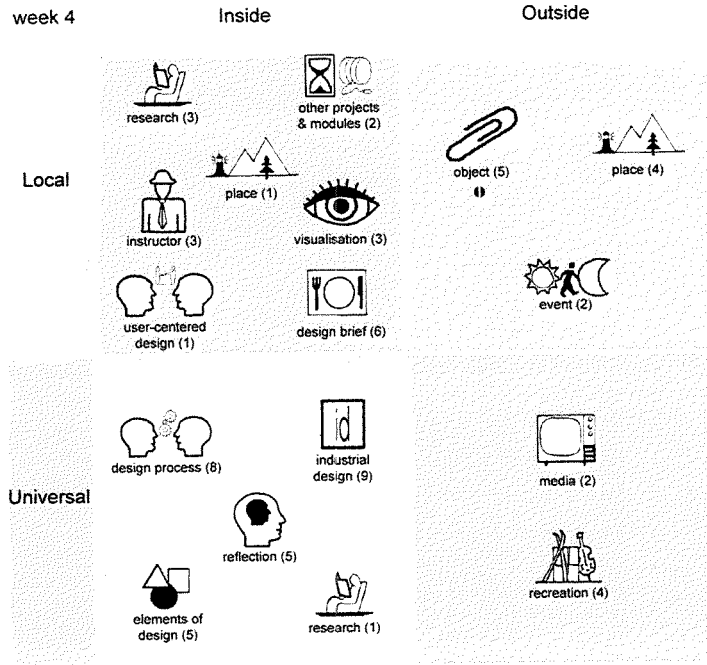 week 4
Inside
Outside
Local
research (3)
other projects
& modules (2)
place (1)
instructor (3)
visualisation (3)
user-centered
design (1)
design brief (6)
object (5)
place (4)
event (2)
Universal
design process (8)
id
industrial
design (9)
reflection (5)
elements of
design (5)
research (1)
media (2)
recreation (4)